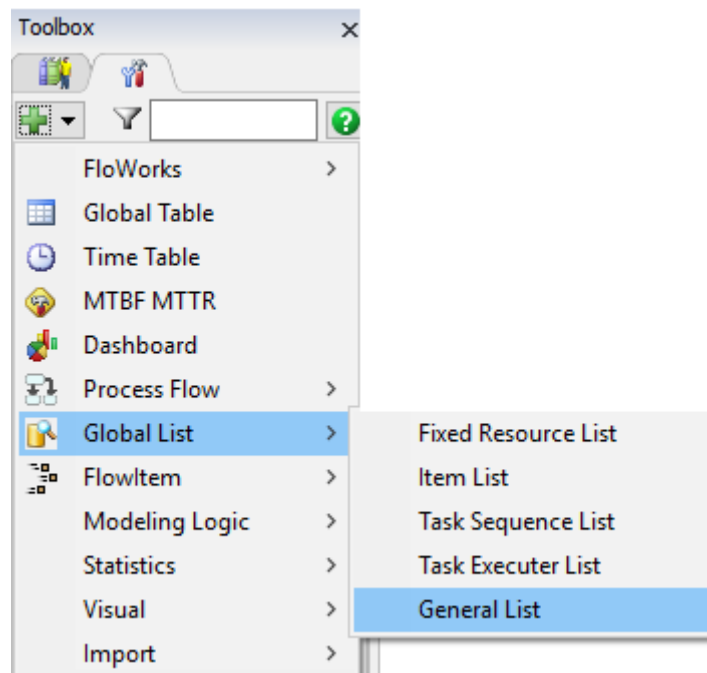 Toolbox
FloWorks
Global Table
Time Table
MTBF MTTR
Dashboard
Process Flow
Global List
FlowItem
Modeling Logic
Statistics
Visual
Import
Fixed Resource List
Item List
Task Sequence List
Task Executer List
General List